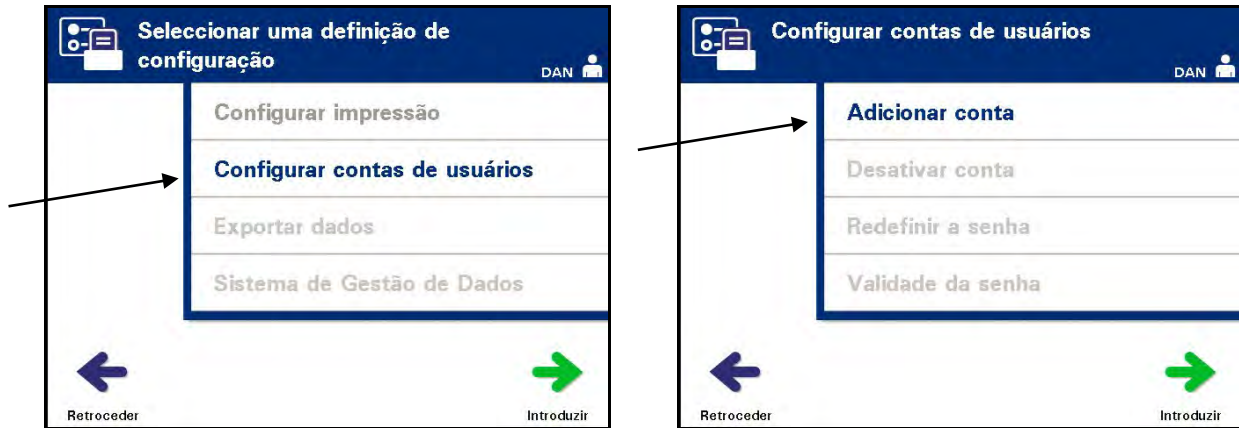 Seleccionar uma definição de
configuração
DAN
Configurar impressão
Configurar contas de usuários
Exportar dados
Sistema de Gestão de Dados
Retroceder
Introduzir
Configurar contas de usuários
DAN
Adicionar conta
Desativar conta
Redefinir a senha
Validade da senha
Retroceder
Introduzir